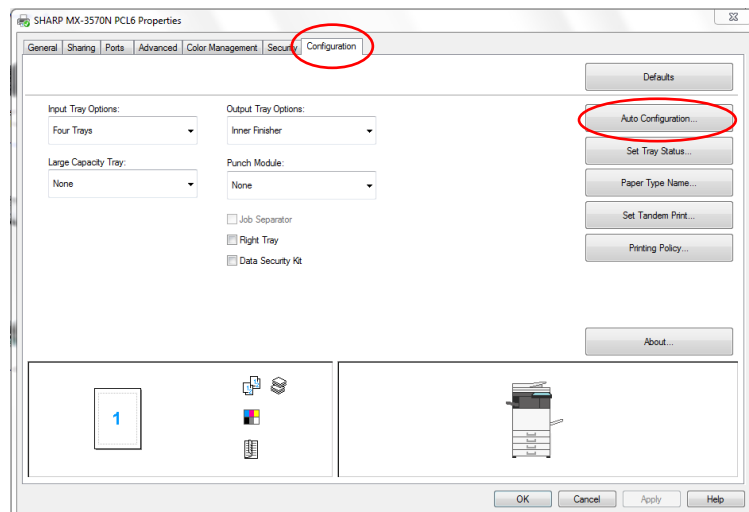 SHARP MX-3570N PCL6 Properties
General Sharing Ports Advanced Color Management Security Configuration
Defaults
Input Tray Options: Output Tray Options:
Four Trays Inner Finisher Auto Configuration...
Set Tray Status...
Large Capacity Tray: Punch Module:
None None Paper Type Name...
Job Separator Set Tandem Print...
Right Tray
Data Security Kit Printing Policy...
About...
1
OK Cancel Apply Help